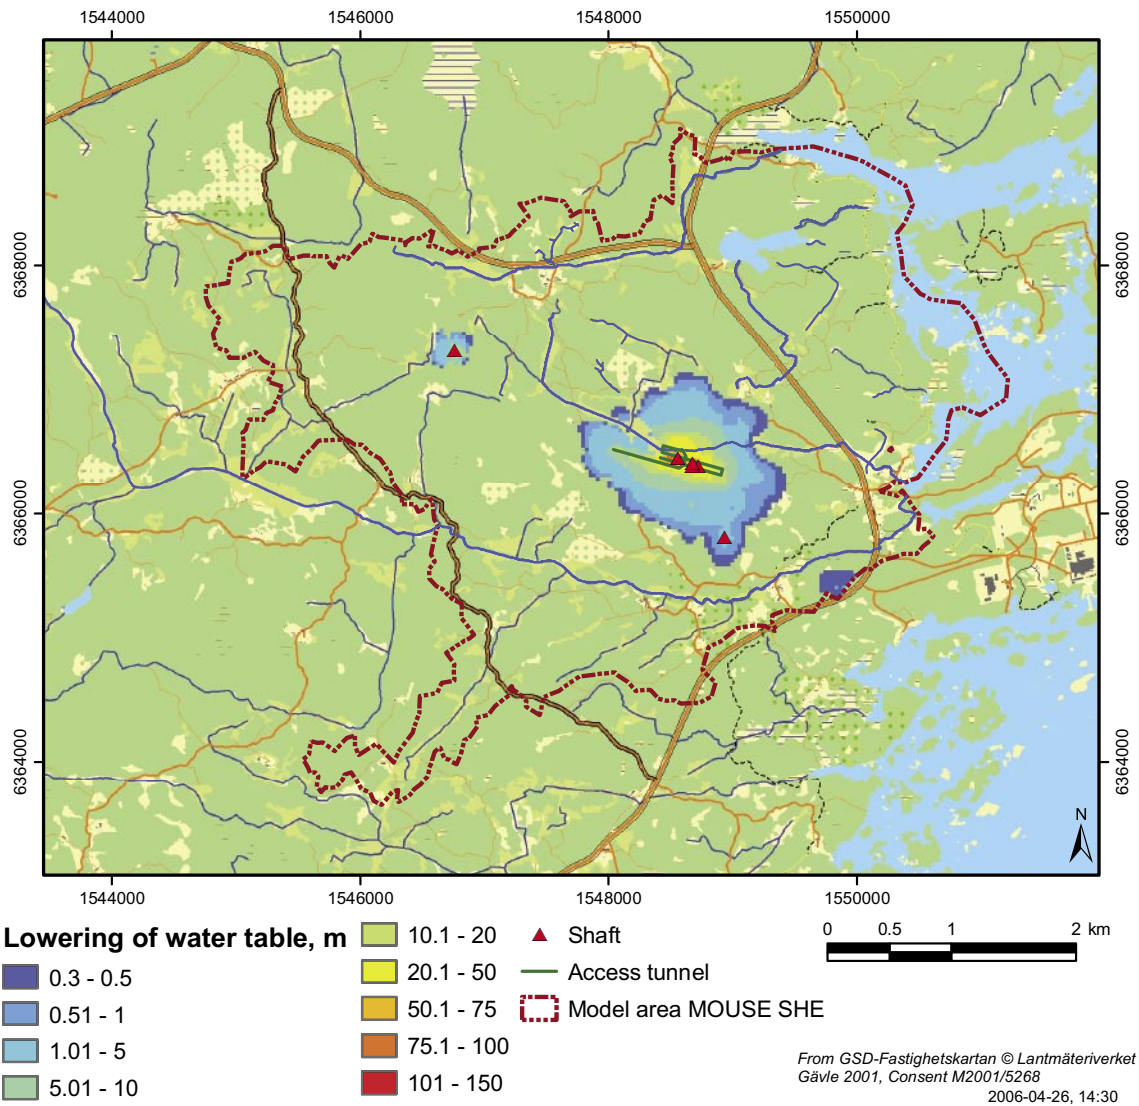 1544000 1546000 1548000 1550000
6368000 6368000
6366000 6366000
6364000 6364000
N
1544000 1546000 1548000 1550000
Lowering of water table, m
0.3 - 0.5
0.51 - 1
1.01 - 5
5.01 - 10
10.1 - 20
20.1 - 50
50.1 - 75
75.1 - 100
101 - 150
Shaft
Access tunnel
Model area MOUSE SHE
0 0.5 1 2 km
From GSD-Fastighetskartan © Lantmäteriverket
Gävle 2001, Consent M2001/5268
2006-04-26, 14:30